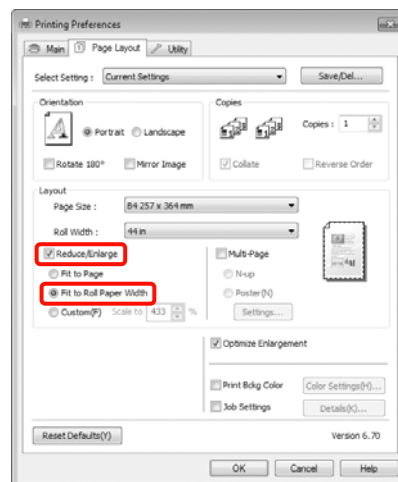 Printing Preferences
Main Page Layout Utility
Select Setting : Current Settings Save/Del...
Orientation Copies
Portrait Landscape Copies : 1
Rotate 180° Mirror Image Collate Reverse Order
Layout
Page Size : B4 257 x 364 mm
Roll Width : 44 in
Reduce/Enlarge Multi-Page
Fit to Page N-up
Fit to Roll Paper Width Poster(N)
Custom(F) Scale to 433 % Settings...
Optimize Enlargement
Print Bckg Color Color Settings(H)...
Job Settings Details(K)...
Reset Defaults(Y) Version 6.70
OK Cancel Help